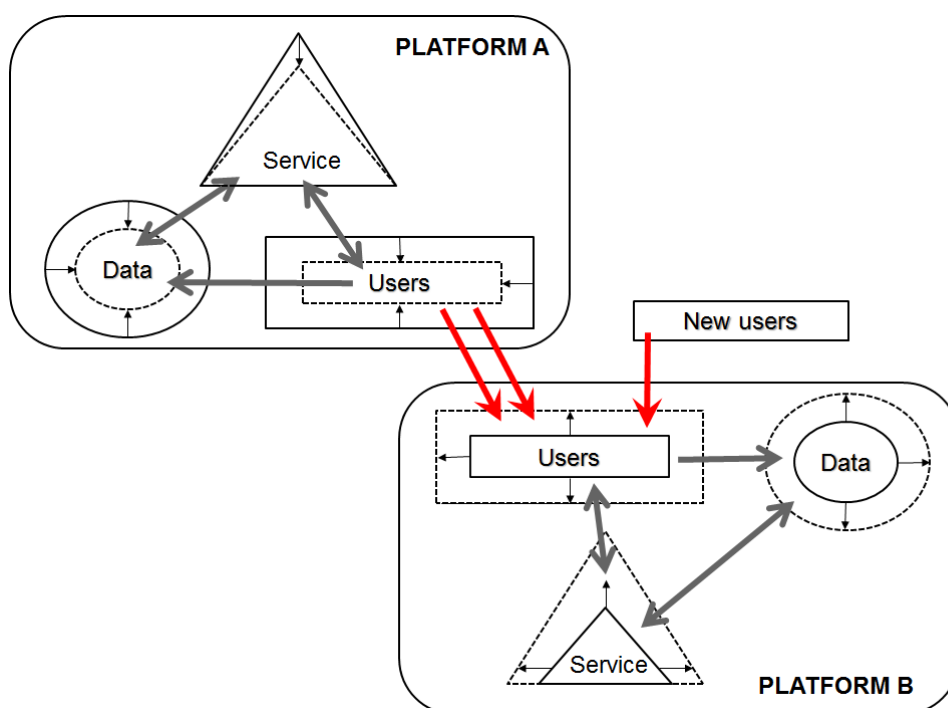 PLATFORM A
Service
Data
Users
New users
Users
Data
Service
PLATFORM B